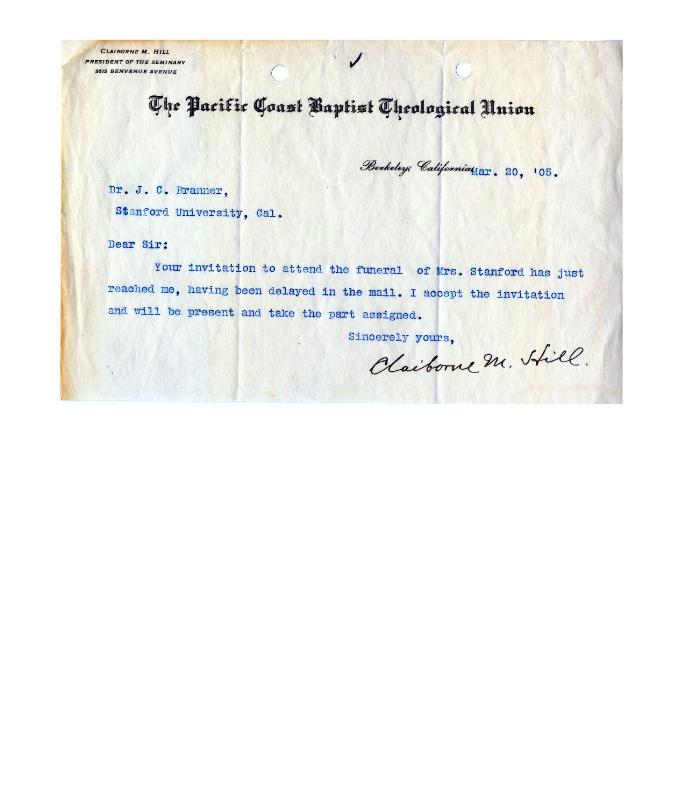 CLAIBORNE M. HILL
PRESIDENT OF THE SEMINARY
BENVENUE AVENUE
The Pacific Coast Baptist Theological Union
Berkeley, California, Mar. 20, '05.
Dr. J. C. Branner,
Stanford University, Cal.
Dear Sir:
Your invitation to attend the funeral of Mrs. Stanford has just
reached me, having been delayed in the mail. I accept the invitation
and will be present and take the part assigned.
Sincerely yours,
Claiborne M. Hill.